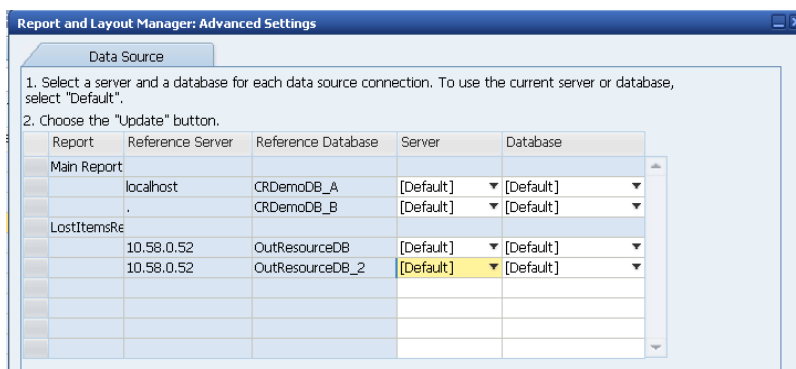 Report and Layout Manager: Advanced Settings
Data Source
1. Select a server and a database for each data source connection. To use the current server or database,
select "Default".
2. Choose the "Update" button.
Report Reference Server Reference Database Server Database
Main Report
localhost CRDemoDB_A [Default] [Default]
. CRDemoDB_B [Default] [Default]
LostItemsRe
10.58.0.52 OutResourceDB [Default] [Default]
10.58.0.52 OutResourceDB_2 [Default] [Default]